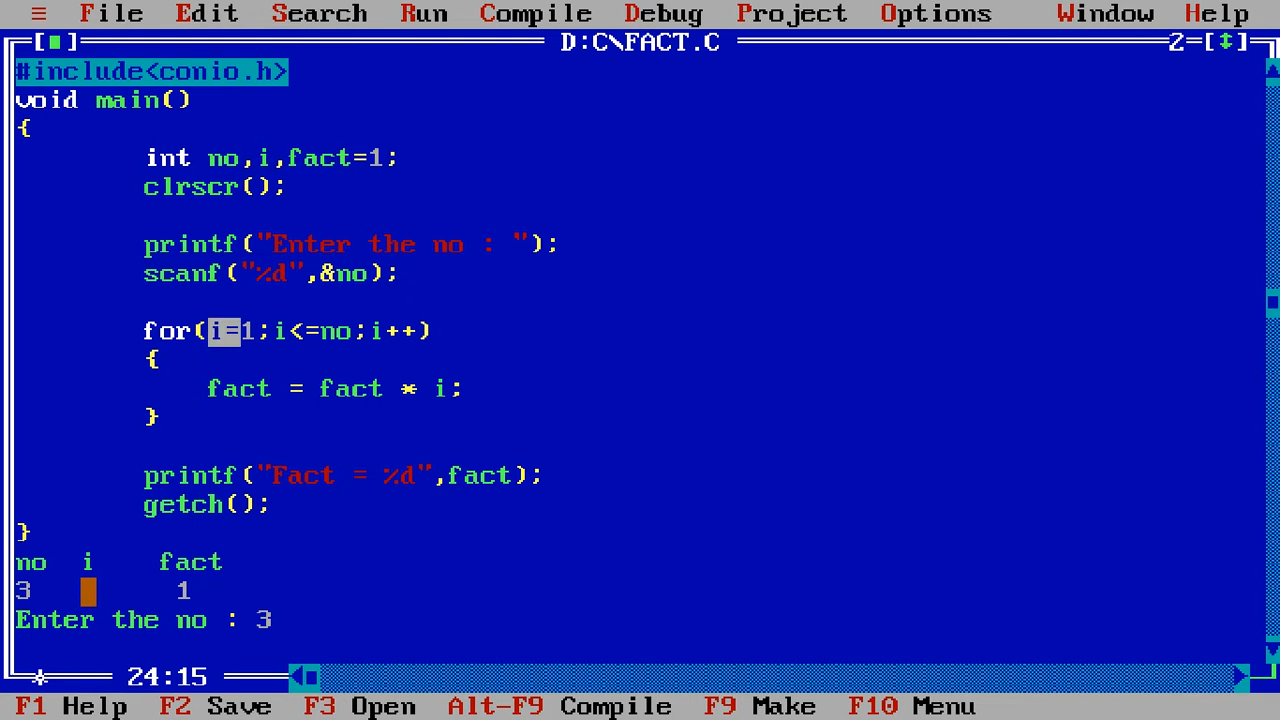 ≡ File Edit Search Run Compile Debug Project Options Window Help
[■] D:C\FACT.C 2=[↕]
#include<conio.h>
void main()
{
int no,i,fact=1;
clrscr();
printf("Enter the no : ");
scanf("%d",&no);
for(i=1;i<=no;i++)
{
fact = fact * i;
}
printf("Fact = %d",fact);
getch();
}
no i fact
3 1
Enter the no : 3
* 24:15
F1 Help F2 Save F3 Open Alt-F9 Compile F9 Make F10 Menu